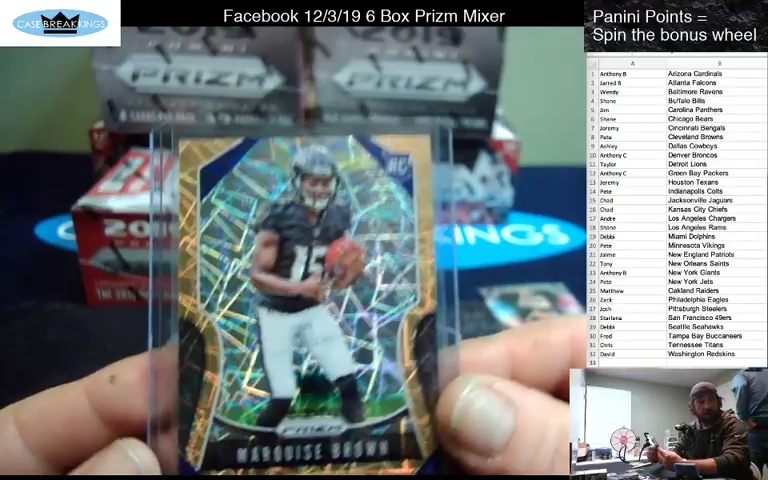 CASE BREAK KINGS
Facebook 12/3/19 6 Box Prizm Mixer
Panini Points =
Spin the bonus wheel
PRIZM
PRIZM
2019
KINGS
RC
15
PRIZM
MARQUISE BROWN
A B
1 Anthony B Arizona Cardinals
2 Jarred B Atlanta Falcons
3 Wendy Baltimore Ravens
4 Shane Buffalo Bills
5 Jim Carolina Panthers
6 Shane Chicago Bears
7 Jeremy Cincinnati Bengals
8 Pete Cleveland Browns
9 Ashley Dallas Cowboys
10 Anthony C Denver Broncos
11 Taylor Detroit Lions
12 Anthony C Green Bay Packers
13 Jeremy Houston Texans
14 Pete Indianapolis Colts
15 Chad Jacksonville Jaguars
16 Chad Kansas City Chiefs
17 Andre Los Angeles Chargers
18 Shane Los Angeles Rams
19 Debbi Miami Dolphins
20 Pete Minnesota Vikings
21 Jaime New England Patriots
22 Tony New Orleans Saints
23 Anthony B New York Giants
24 Pete New York Jets
25 Matthew Oakland Raiders
26 Zack Philadelphia Eagles
27 Josh Pittsburgh Steelers
28 Starlena San Francisco 49ers
29 Debbi Seattle Seahawks
30 Fred Tampa Bay Buccaneers
31 Chris Tennessee Titans
32 David Washington Redskins
33